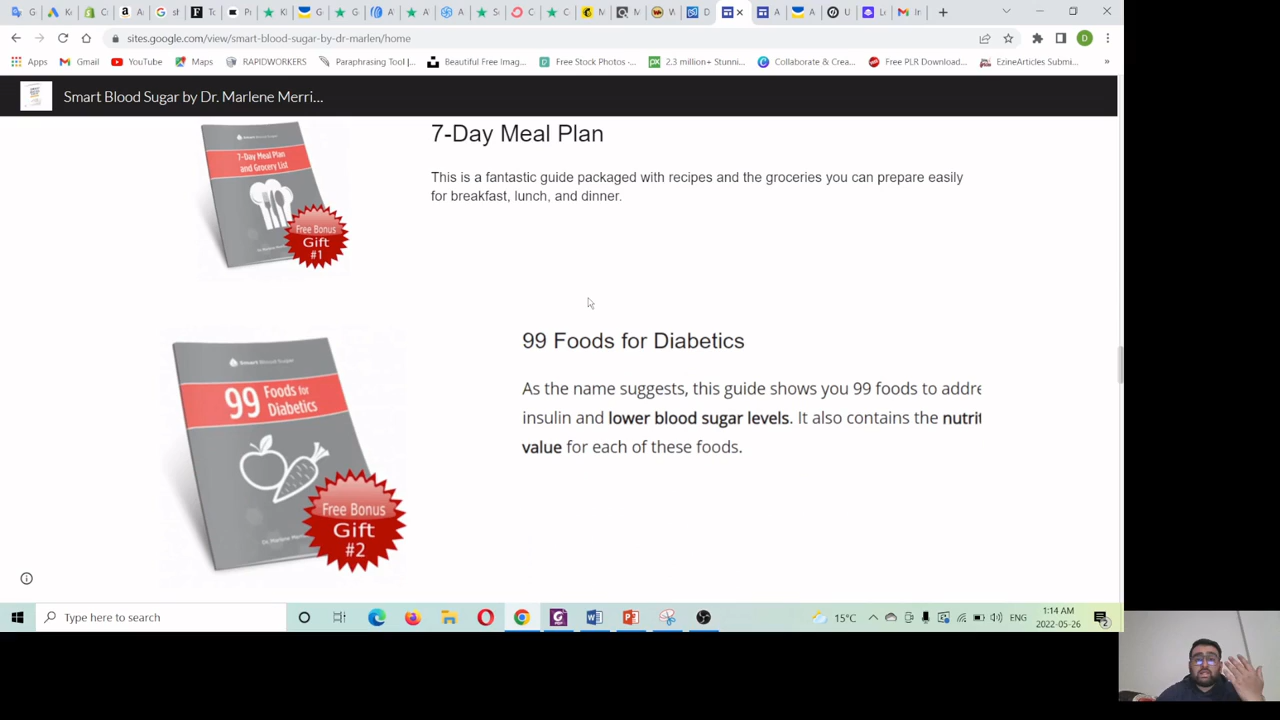 sites.google.com/view/smart-blood-sugar-by-dr-marlen/home
Apps
Gmail
YouTube
Maps
RAPIDWORKERS
Paraphrasing Tool |...
Beautiful Free Imag...
Free Stock Photos -...
2.3 million+ Stunni...
Collaborate & Crea...
Free PLR Download...
EzineArticles Submi...
»
Smart Blood Sugar by Dr. Marlene Merri...
7-Day Meal Plan
and Grocery List
Free Bonus
Gift
#1
7-Day Meal Plan
This is a fantastic guide packaged with recipes and the groceries you can prepare easily
for breakfast, lunch, and dinner.
Smart Blood Sugar
99 Foods for
Diabetics
Free Bonus
Gift
#2
99 Foods for Diabetics
As the name suggests, this guide shows you 99 foods to addre
insulin and lower blood sugar levels. It also contains the nutrit
value for each of these foods.
Type here to search
15°C
ENG
1:14 AM
2022-05-26
2